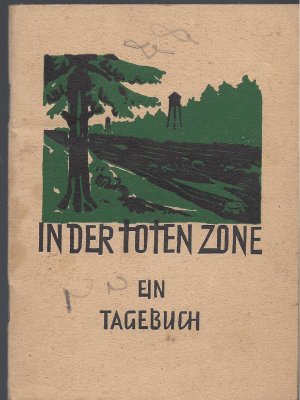 IN DER TOTEN ZONE
EIN
TAGEBUCH